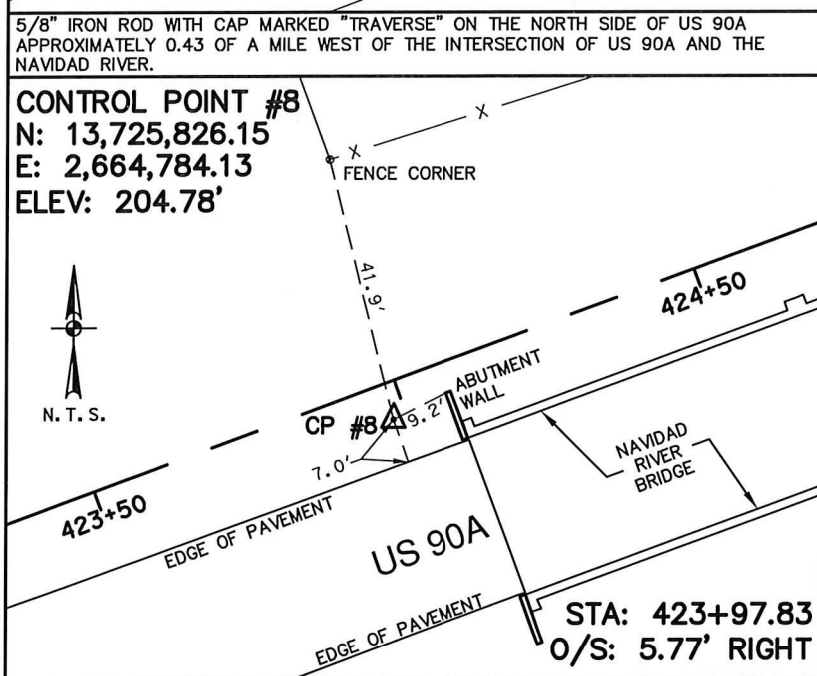 5/8" IRON ROD WITH CAP MARKED "TRAVERSE" ON THE NORTH SIDE OF US 90A
APPROXIMATELY 0.43 OF A MILE WEST OF THE INTERSECTION OF US 90A AND THE
NAVIDAD RIVER.
CONTROL POINT #8
N: 13,725,826.15
E: 2,664,784.13
ELEV: 204.78'
X
X
FENCE CORNER
41.9'
N.T.S.
424+50
ABUTMENT
WALL
CP #8
9.2'
7.0'
NAVIDAD
RIVER
BRIDGE
423+50
EDGE OF PAVEMENT
US 90A
EDGE OF PAVEMENT
STA: 423+97.83
O/S: 5.77' RIGHT